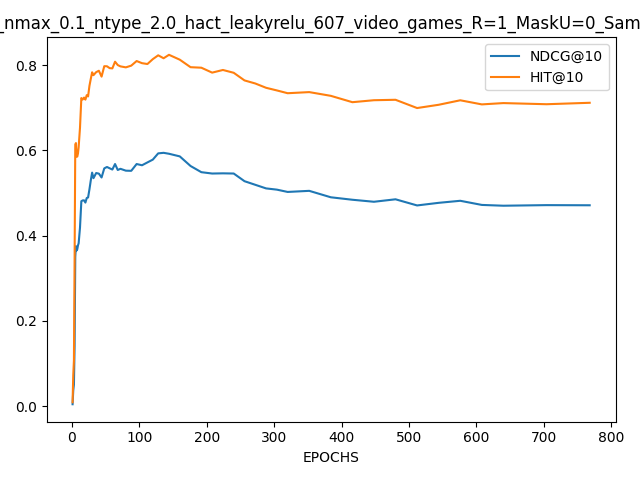 _nmax_0.1_ntype_2.0_hact_leakyrelu_607_video_games_R=1_MaskU=0_Sam
NDCG@10
HIT@10
0.8
0.6
0.4
0.2
0.0
0 100 200 300 400 500 600 700 800
EPOCHS